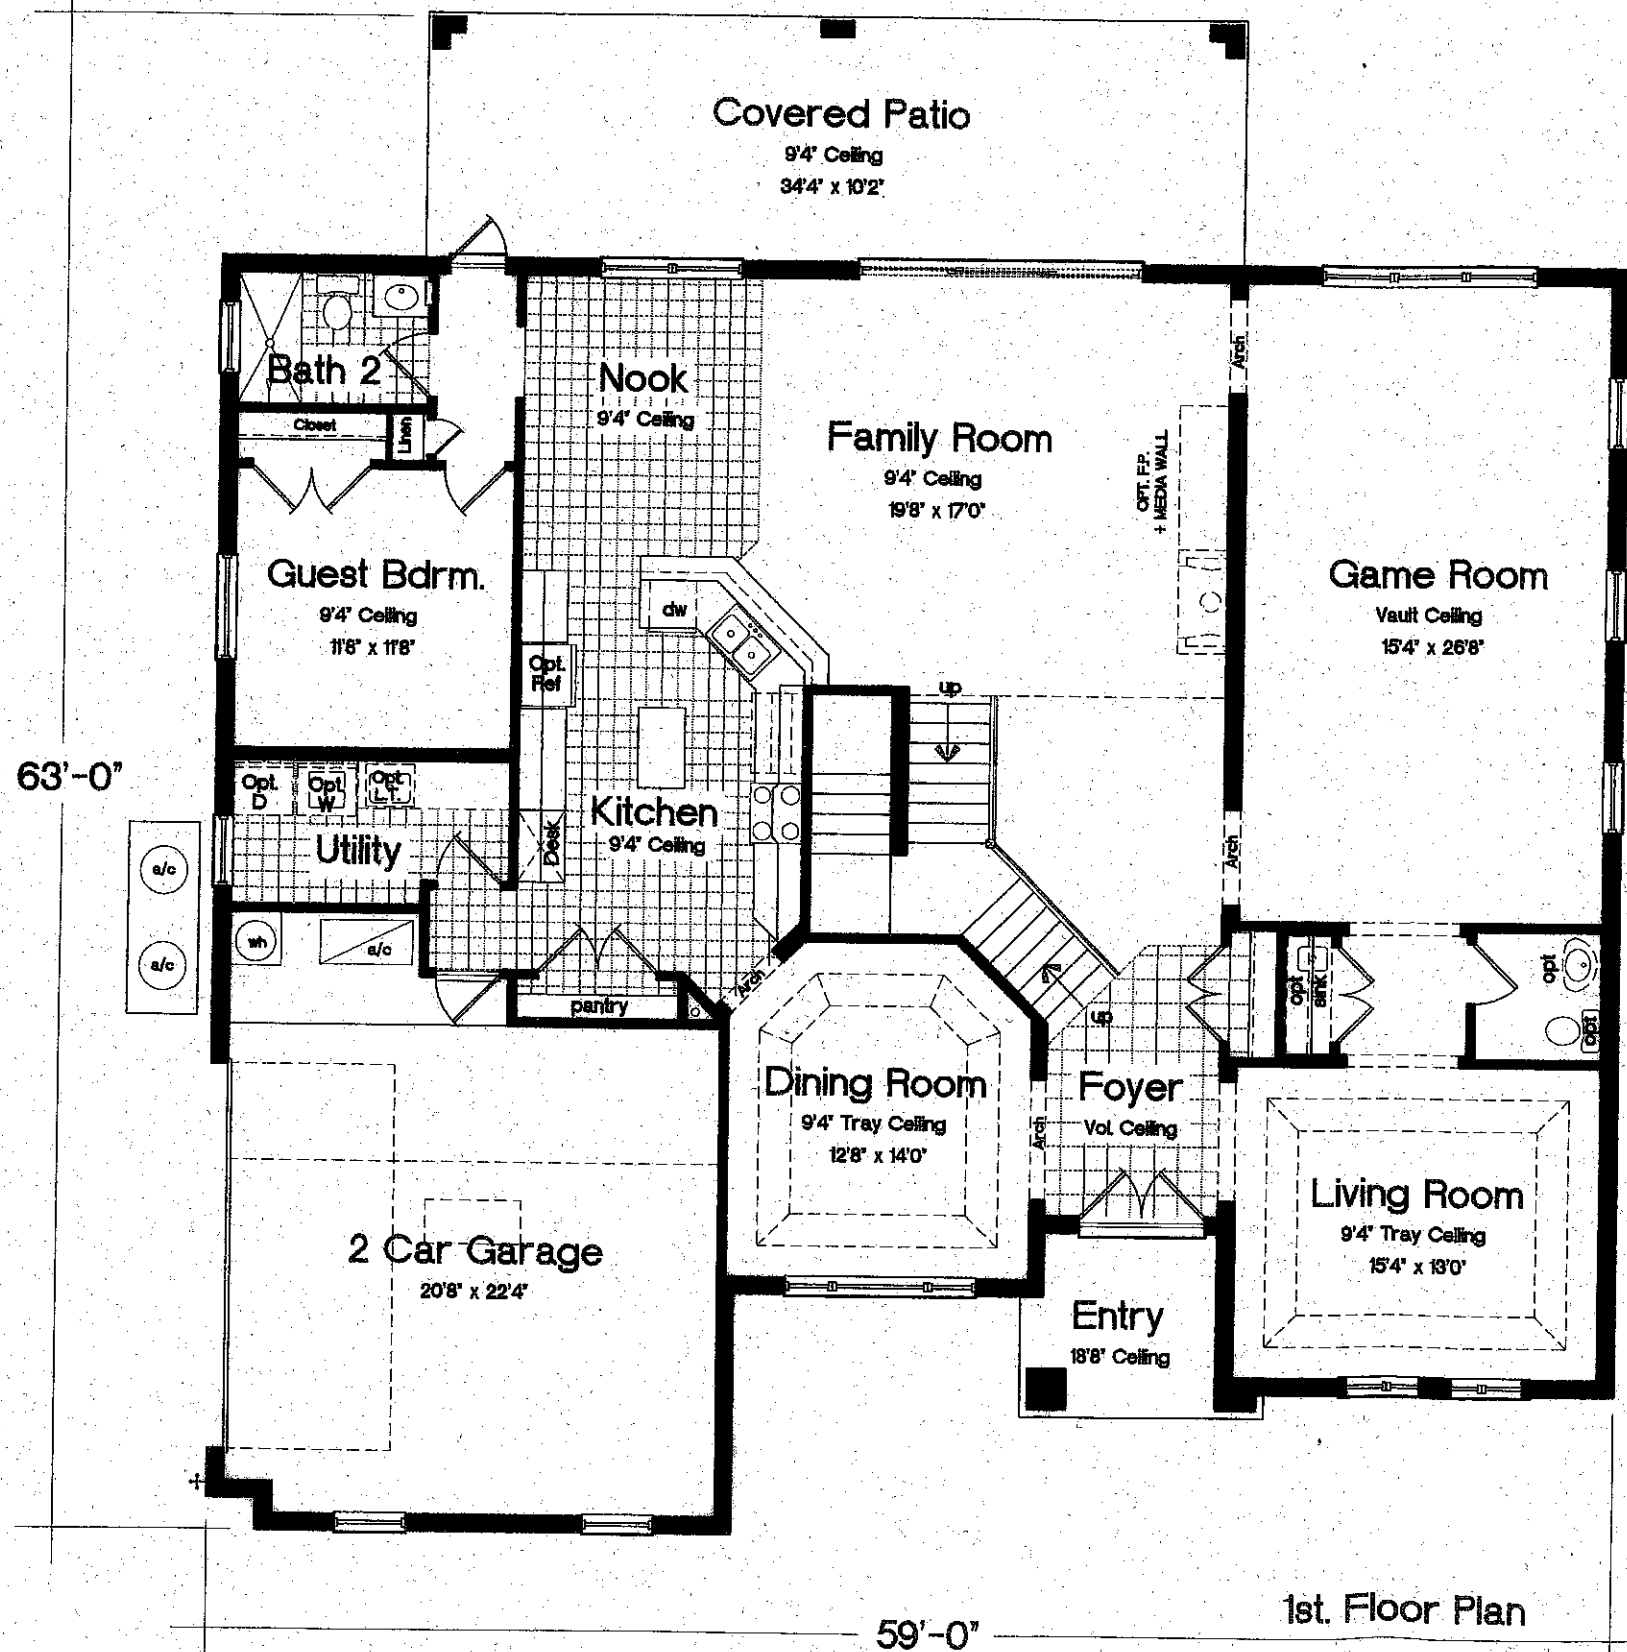 Covered Patio
9'4" Ceiling
34'4" x 10'2"
Bath 2
Closet
Linen
Nook
9'4" Ceiling
Arch
Family Room
9'4" Ceiling
19'8" x 17'0"
OPT. F.P.
+ MEDIA WALL
Guest Bdrm.
9'4" Ceiling
11'8" x 11'8"
dw
Opt.
Ref
Game Room
Vault Ceiling
15'4" x 26'8"
up
63'-0"
Opt.
D
Opt
W
Opt
L.T.
Utility
Kitchen
9'4" Ceiling
Desk
Arch
a/c
a/c
wh
a/c
pantry
Arch
up
opt
sink
opt
opt
Dining Room
9'4" Tray Ceiling
12'8" x 14'0"
Arch
Foyer
Vol. Ceiling
Living Room
9'4" Tray Ceiling
15'4" x 13'0"
2 Car Garage
20'8" x 22'4"
Entry
18'8" Ceiling
1st. Floor Plan
59'-0"